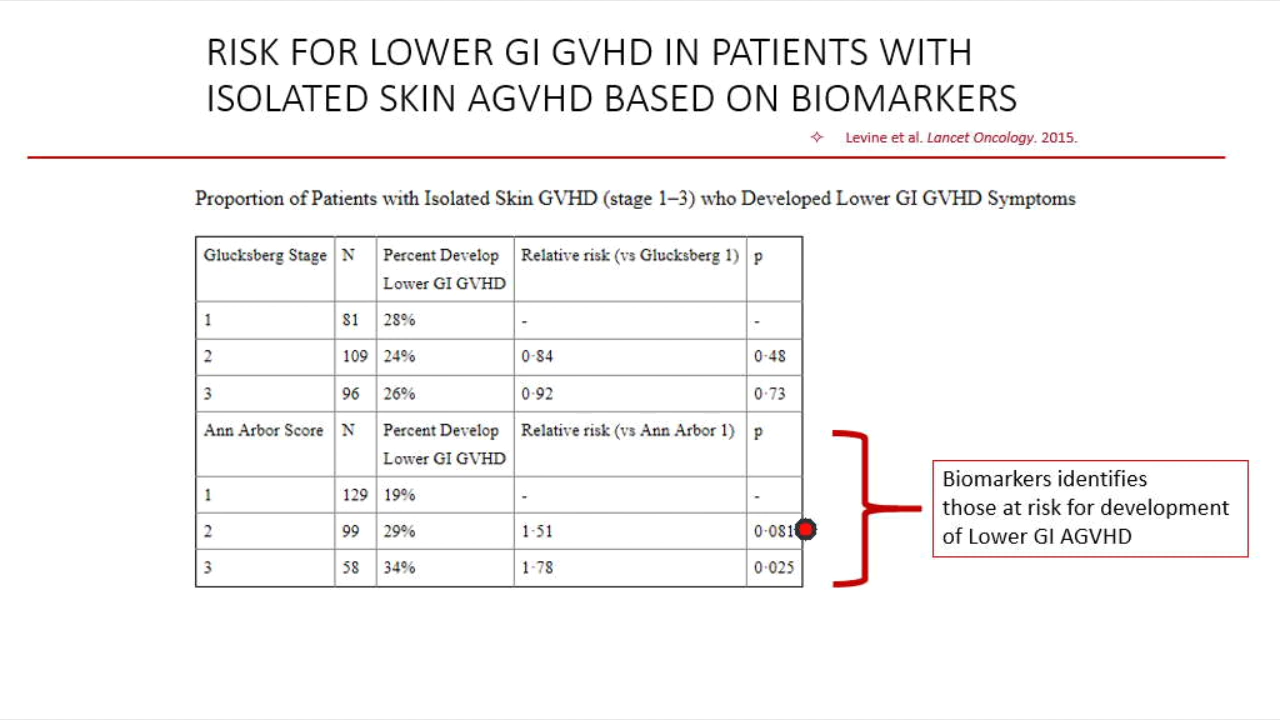 RISK FOR LOWER GI GVHD IN PATIENTS WITH
ISOLATED SKIN AGVHD BASED ON BIOMARKERS
✧ Levine et al. Lancet Oncology. 2015.
Proportion of Patients with Isolated Skin GVHD (stage 1–3) who Developed Lower GI GVHD Symptoms
Glucksberg Stage N Percent Develop Relative risk (vs Glucksberg 1) p
Lower GI GVHD
1 81 28% - -
2 109 24% 0·84 0·48
3 96 26% 0·92 0·73
Ann Arbor Score N Percent Develop Relative risk (vs Ann Arbor 1) p
Lower GI GVHD
1 129 19% - -
2 99 29% 1·51 0·081
3 58 34% 1·78 0·025
Biomarkers identifies
those at risk for development
of Lower GI AGVHD